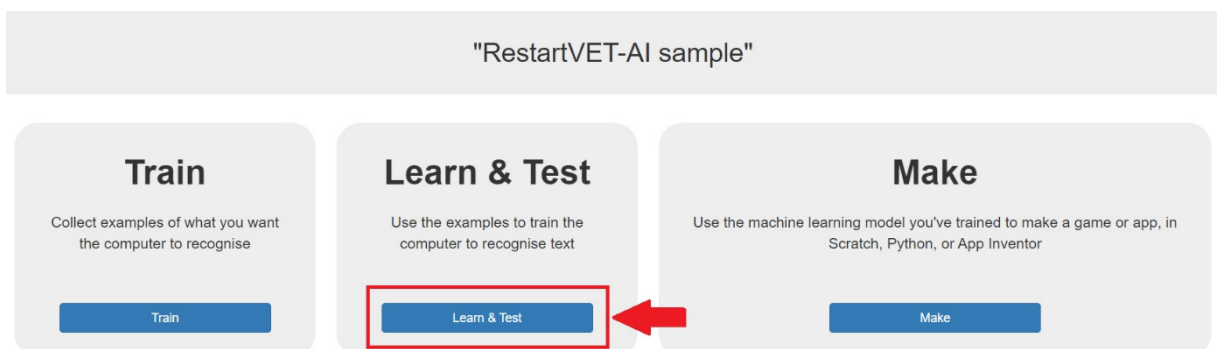 "RestartVET-AI sample"
Train
Collect examples of what you want
the computer to recognise
Train
Learn & Test
Use the examples to train the
computer to recognise text
Learn & Test
Make
Use the machine learning model you've trained to make a game or app, in
Scratch, Python, or App Inventor
Make